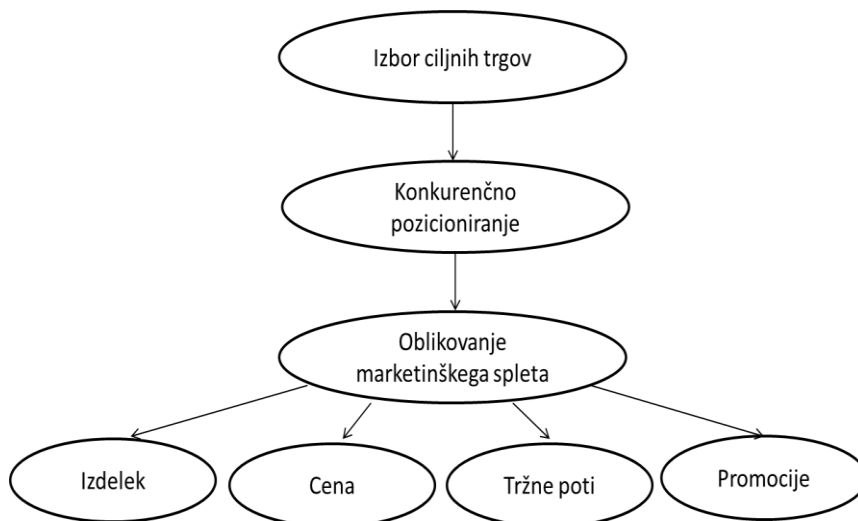 Izbor ciljnih trgov
Konkurenčno
pozicioniranje
Oblikovanje
marketinškega spleta
Izdelek
Cena
Tržne poti
Promocije